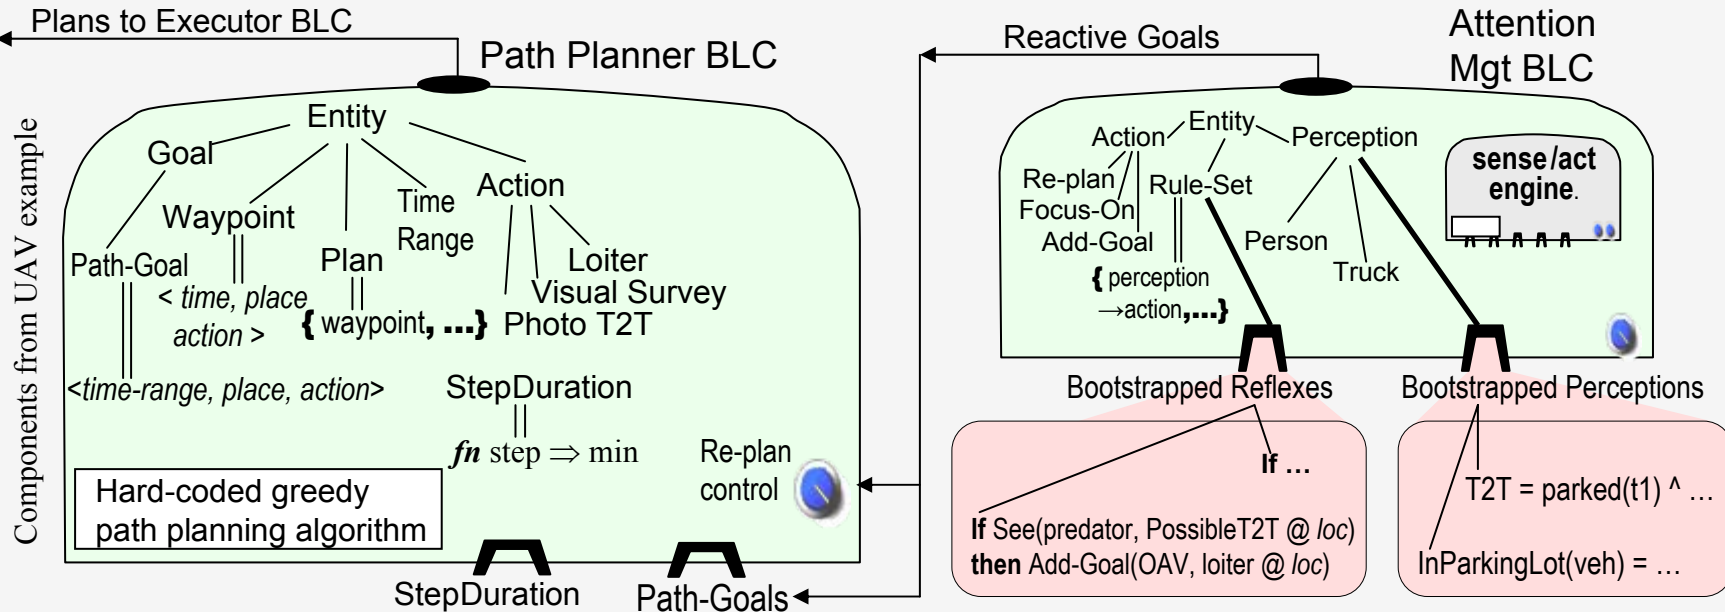 Plans to Executor BLC
Path Planner BLC
Reactive Goals
Attention
Mgt BLC
Components from UAV example
Entity
Goal
Waypoint
Time
Range
Action
Path-Goal
Plan
Loiter
< time, place
action >
{ waypoint, ...}
Visual Survey
Photo T2T
<time-range, place, action>
StepDuration
fn step ⇒ min
Re-plan
control
Hard-coded greedy
path planning algorithm
StepDuration
Path-Goals
Action
Entity
Perception
Re-plan
Focus-On
Add-Goal
Rule-Set
Person
Truck
{ perception
→action,...}
sense/act
engine.
Bootstrapped Reflexes
Bootstrapped Perceptions
If ...
If See(predator, PossibleT2T @ loc)
then Add-Goal(OAV, loiter @ loc)
T2T = parked(t1) ^ ...
InParkingLot(veh) = ...